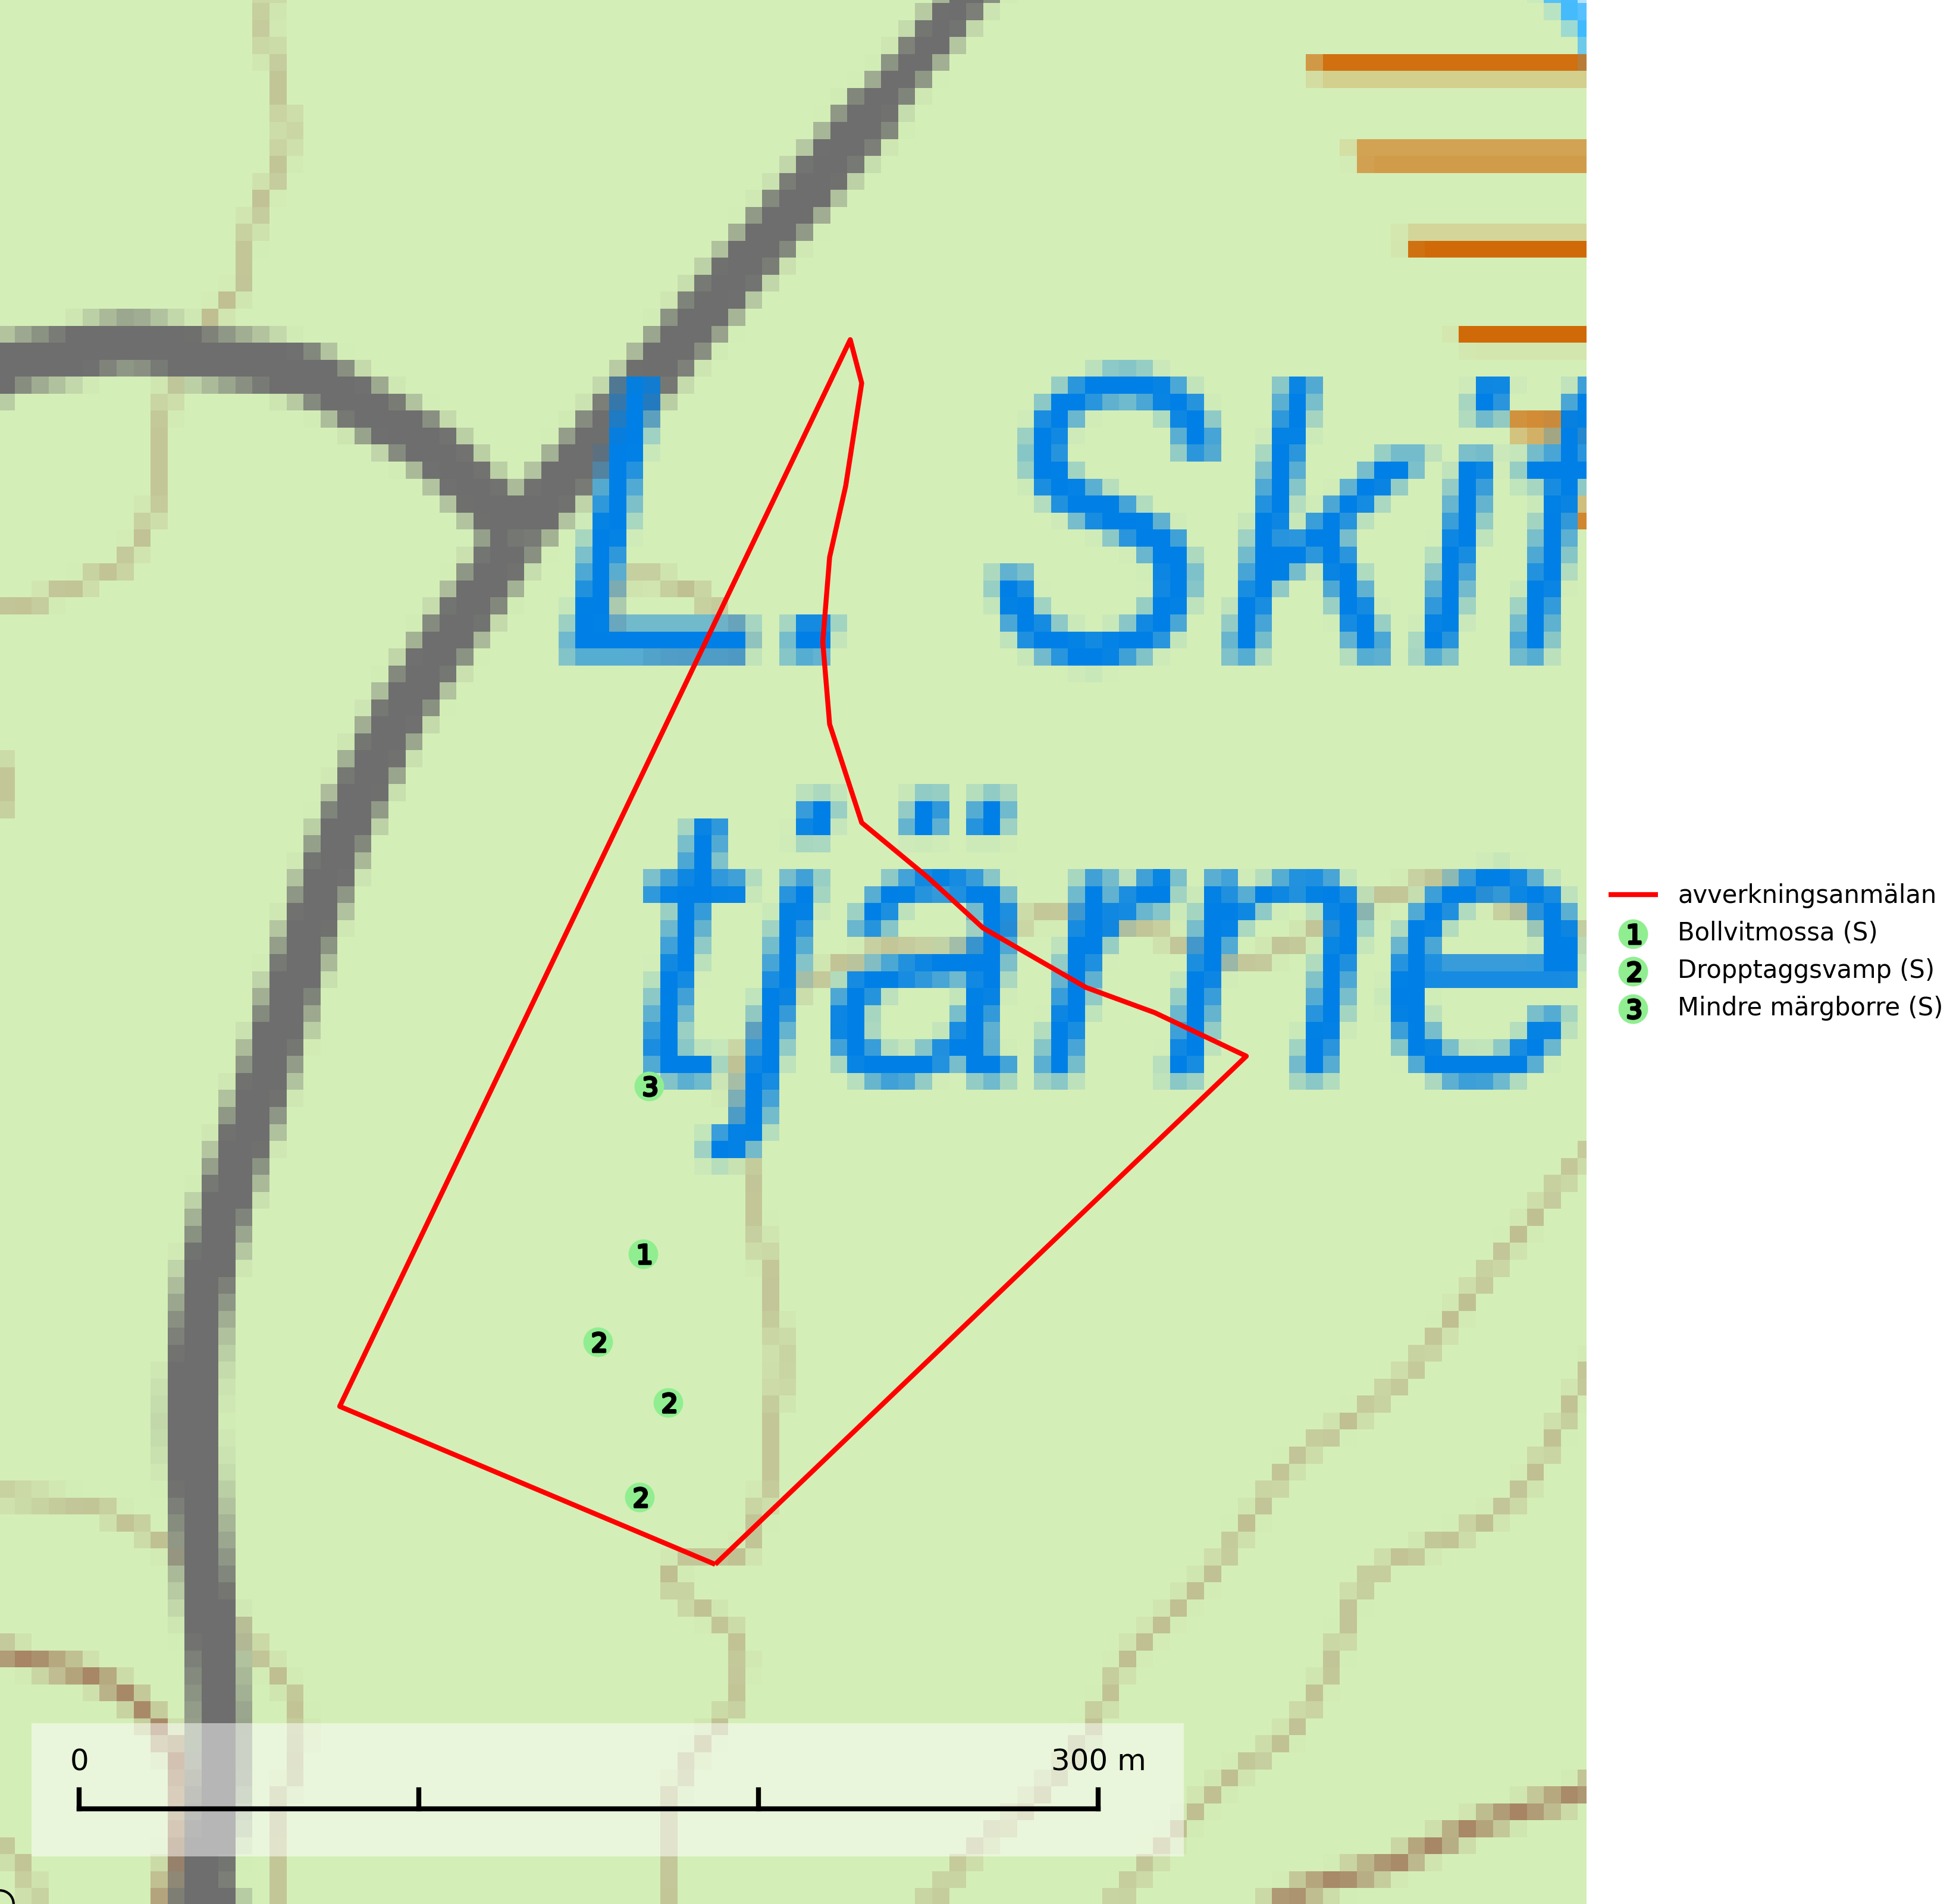 L. Skit
tjärne
3
1
2
2
2
0 300 m
avverkningsanmälan
1 Bollvitmossa (S)
2 Dropptaggsvamp (S)
3 Mindre märgborre (S)